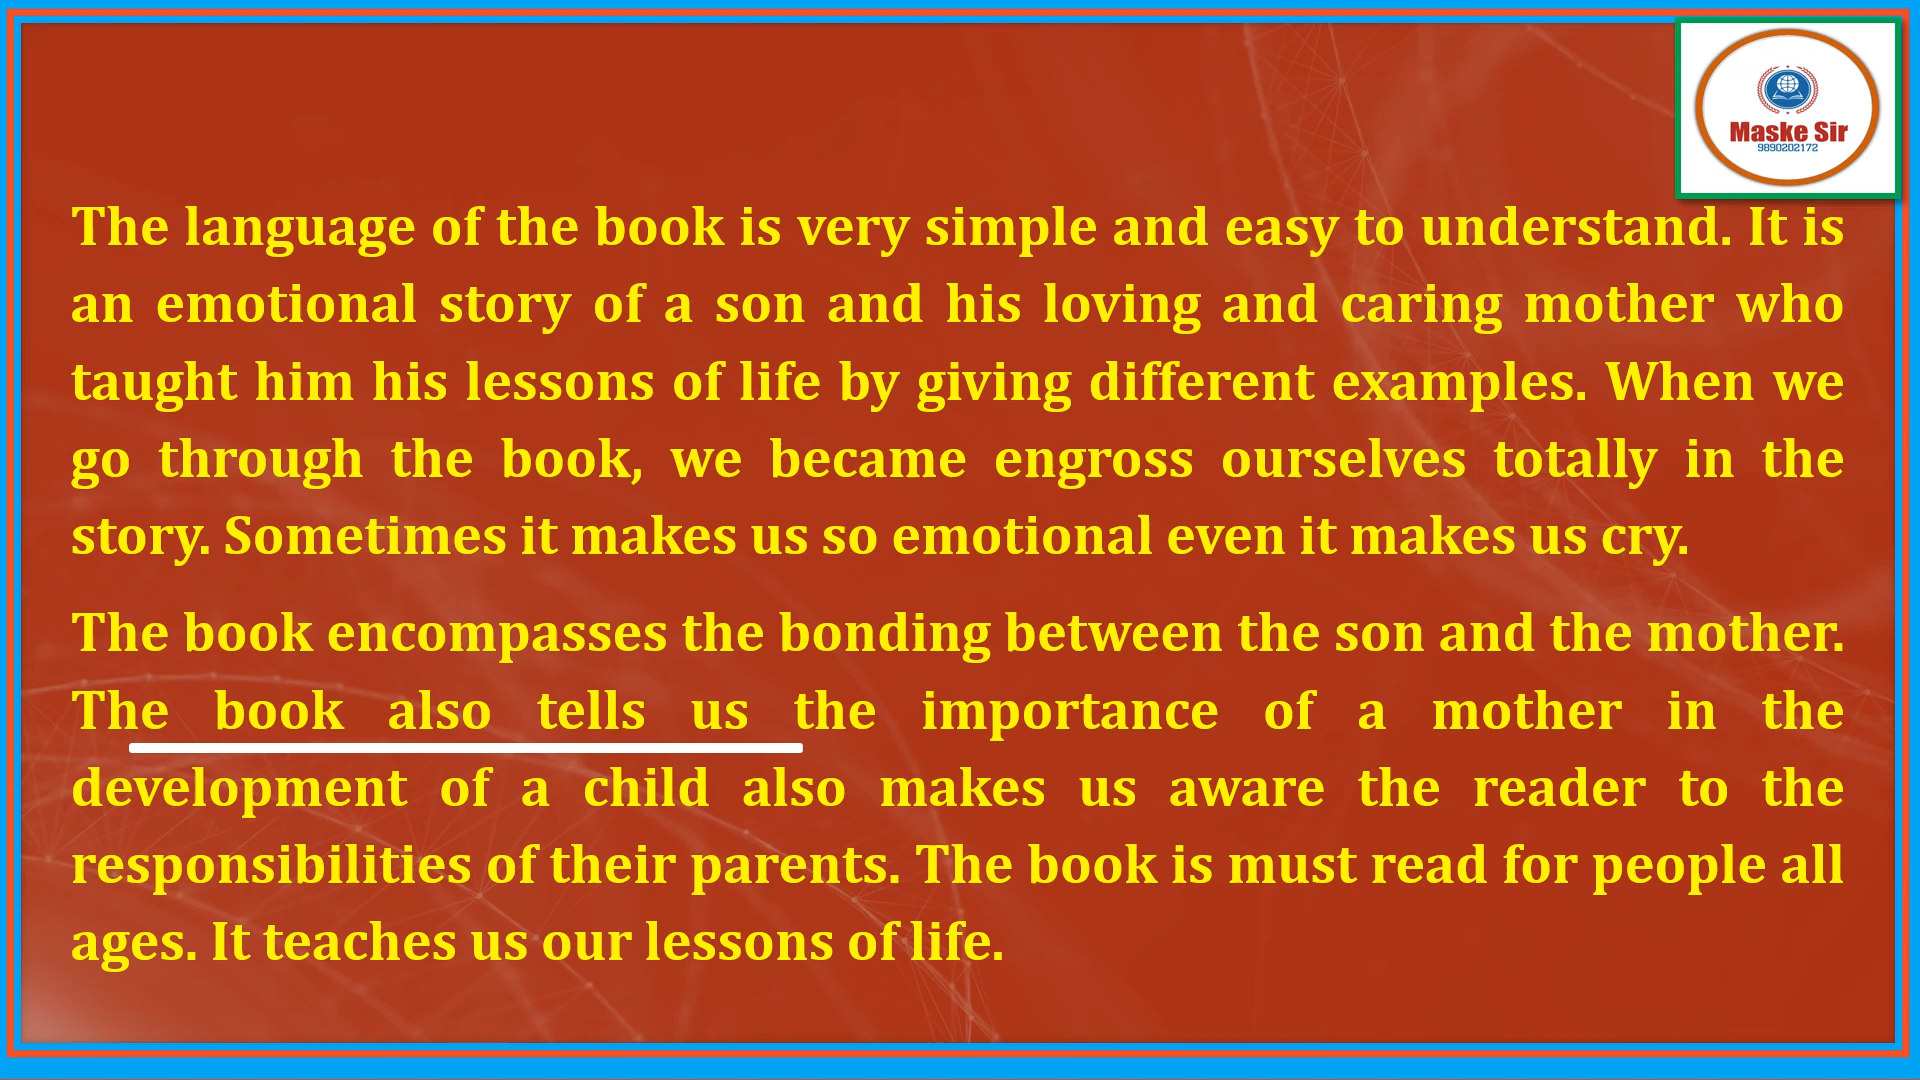 Maske Sir
9890202172
The language of the book is very simple and easy to understand. It is
an emotional story of a son and his loving and caring mother who
taught him his lessons of life by giving different examples. When we
go through the book, we became engross ourselves totally in the
story. Sometimes it makes us so emotional even it makes us cry.
The book encompasses the bonding between the son and the mother.
The book also tells us the importance of a mother in the
development of a child also makes us aware the reader to the
responsibilities of their parents. The book is must read for people all
ages. It teaches us our lessons of life.